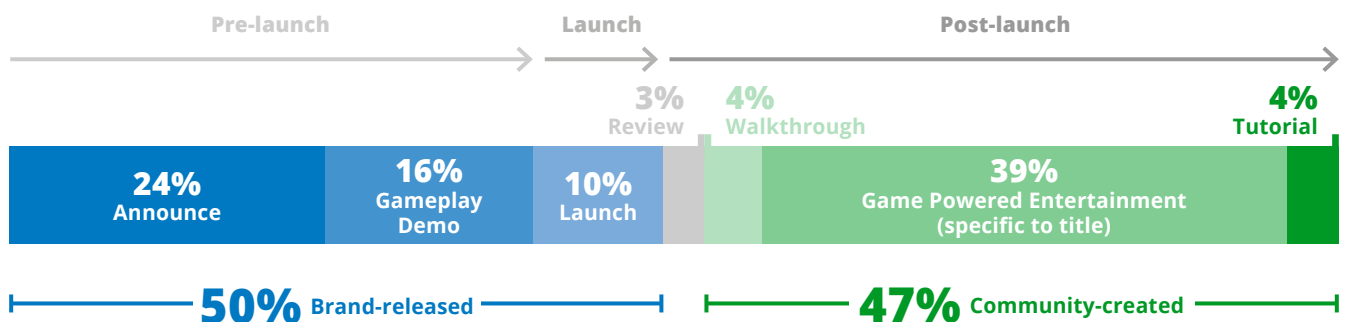 Pre-launch
Launch
Post-launch
3%
Review
4%
Walkthrough
4%
Tutorial
24%
Announce
16%
Gameplay
Demo
10%
Launch
39%
Game Powered Entertainment
(specific to title)
50% Brand-released
47% Community-created